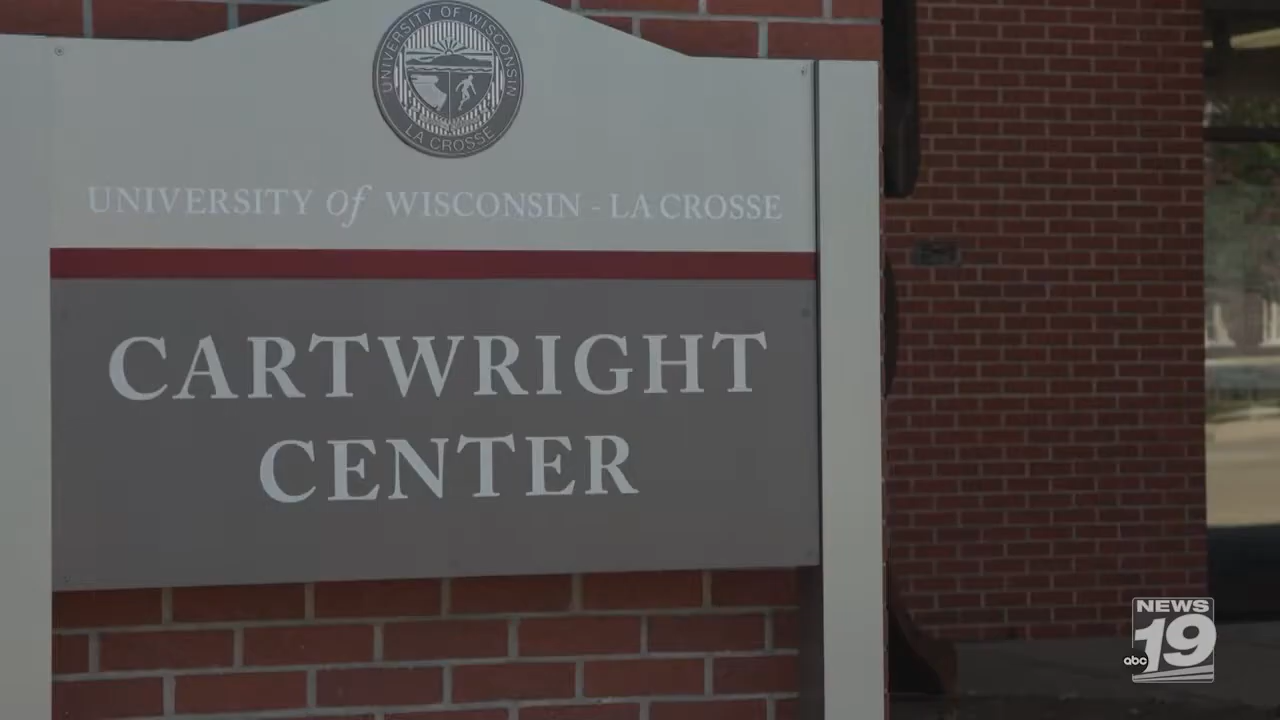 UNIVERSITY OF WISCONSIN
LA CROSSE
UNIVERSITY of WISCONSIN - LA CROSSE
CARTWRIGHT
CENTER
NEWS
abc 19